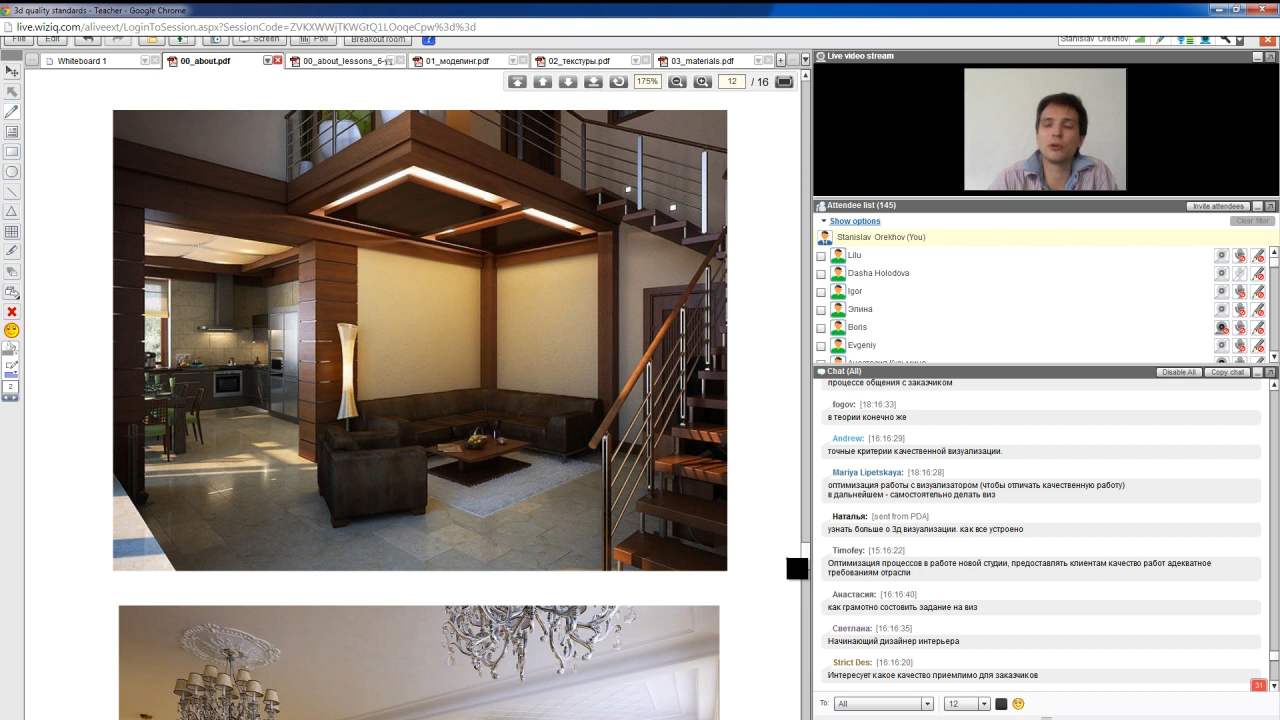 3d quality standards - Teacher - Google Chrome
live.wiziq.com/aliveext/LoginToSession.aspx?SessionCode=ZVKXWWjTKWGtQ1LOoqeCpw%3d%3d
File Edit Screen Poll Breakout room
Stanislav Orekhov
Whiteboard 1 00_about.pdf 00_about_lessons_6- 01_моделинг.pdf 02_текстуры.pdf 03_materials.pdf
175% 12 / 16
2
Live video stream
Attendee list (145) Invite attendees
Show options Clear filter
Stanislav Orekhov (You)
Lilu
Dasha Holodova
Igor
Элина
Boris
Evgeniy
Chat (All) Disable All Copy chat
процессе общения с заказчиком
fogov: [18:16:33]
в теории конечно же
Andrew: [16:16:29]
точные критерии качественной визуализации.
Mariya Lipetskaya: [18:16:28]
оптимизация работы с визуализатором (чтобы отличать качественную работу)
в дальнейшем - самостоятельно делать виз
Наталья: [sent from PDA]
узнать больше о 3д визуализации. как все устроено
Timofey: [15:16:22]
Оптимизация процессов в работе новой студии, предоставлять клиентам качество работ адекватное
требованиям отрасли
Анастасия: [16:16:40]
как грамотно состовить задание на виз
Светлана: [16:16:35]
Начинающий дизайнер интерьера
Strict Des: [16:16:20]
Интересует какое качество приемлимо для заказчиков
31
To: All 12